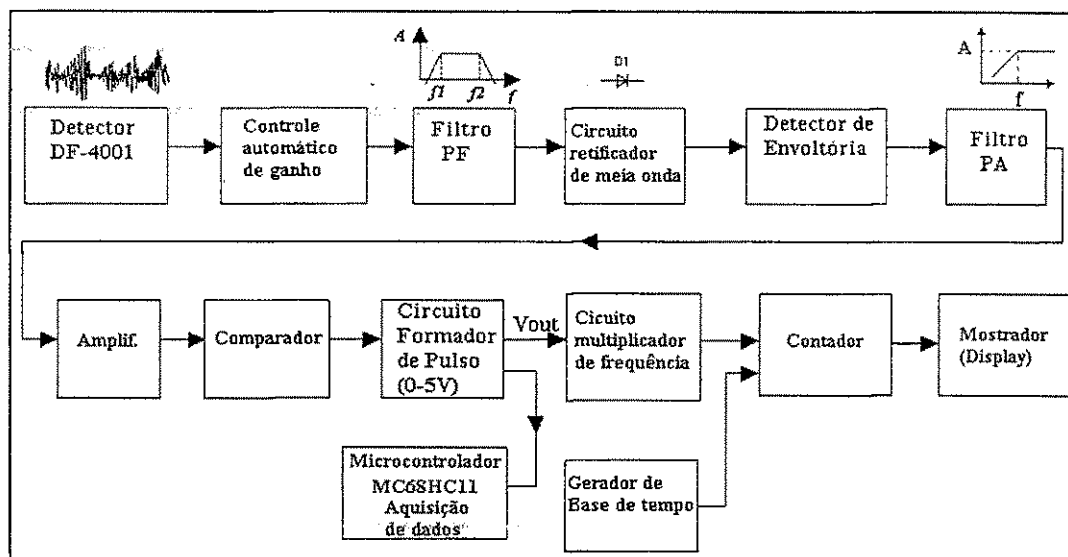 A
f1 f2 f
D1
A
f
Detector
DF-4001
Controle
automático
de ganho
Filtro
PF
Circuito
retificador
de meia onda
Detector de
Envoltória
Filtro
PA
Amplif.
Comparador
Circuito
Formador
de Pulso
(0-5V)
Vout
Cicuito
multiplicador
de frequência
Contador
Mostrador
(Display)
Microcontrolador
MC68HC11
Aquisição
de dados
Gerador de
Base de tempo